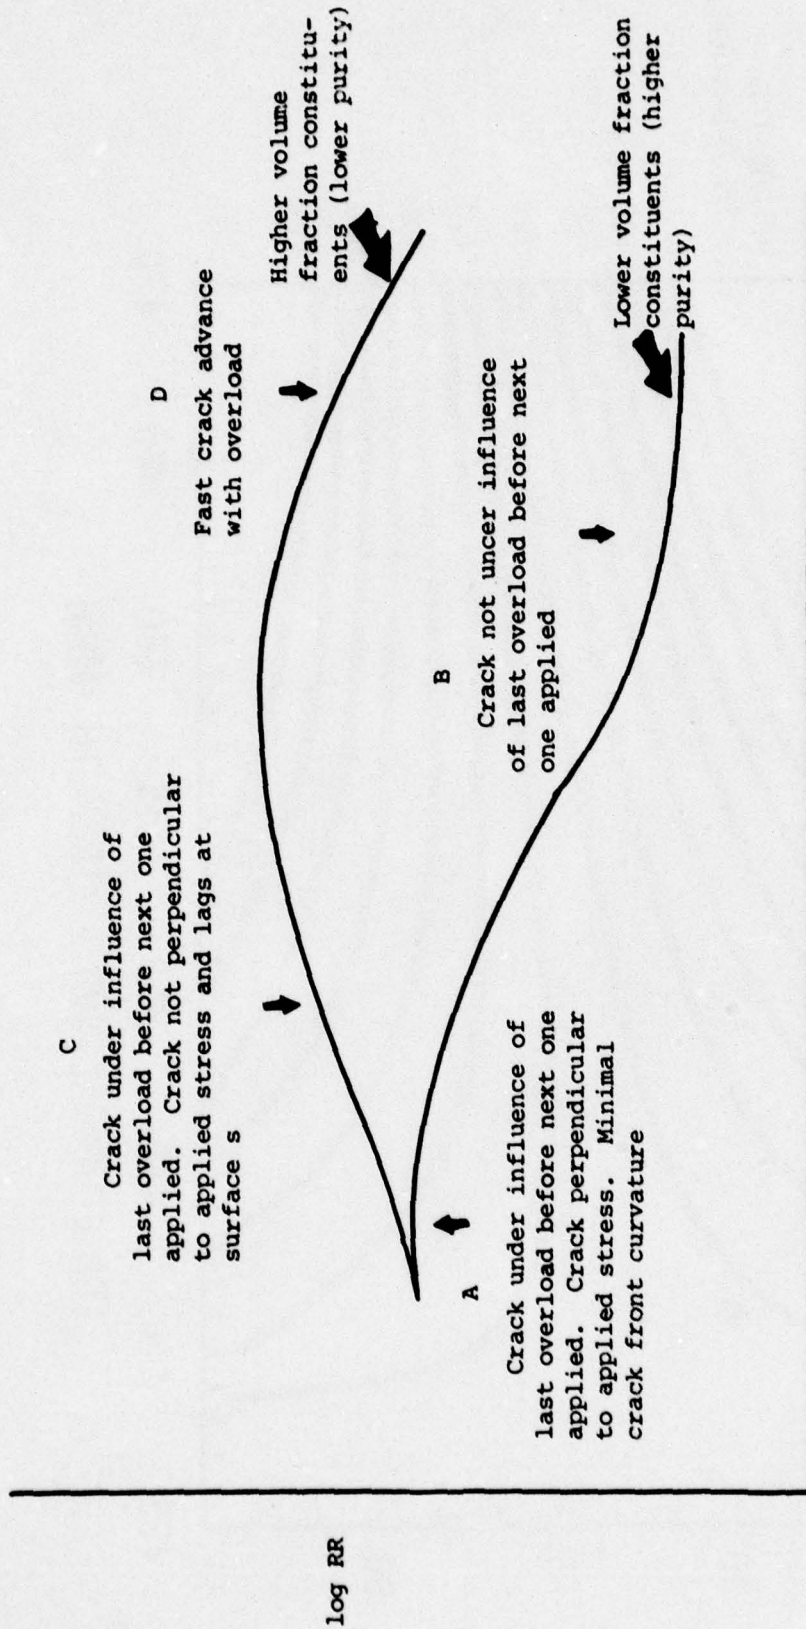 C
Crack under influence of
last overload before next one
applied. Crack not perpendicular
to applied stress and lags at
surface s
D
Fast crack advance
with overload
Higher volume
fraction constitu-
ents (lower purity)
log RR
A
Crack under influence of
last overload before next one
applied. Crack perpendicular
to applied stress. Minimal
crack front curvature
B
Crack not uncer influence
of last overload before next
one applied
Lower volume fraction
constituents (higher
purity)